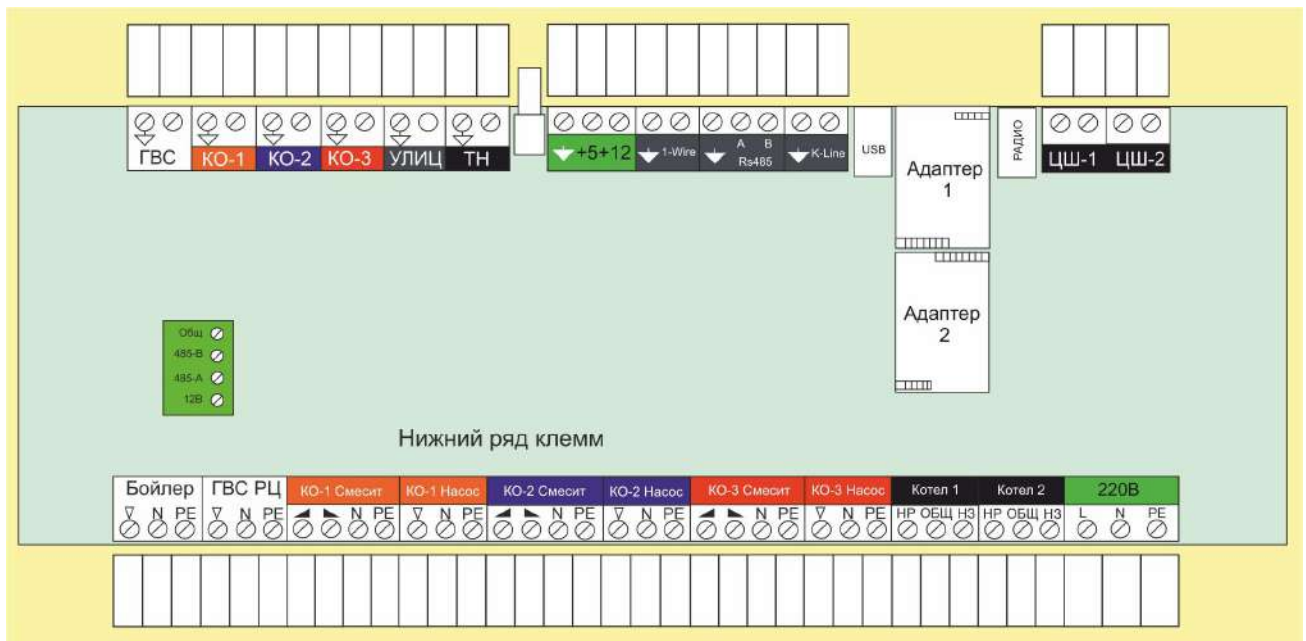 ГВС КО-1 КО-2 КО-3 УЛИЦ ТН
+5+12 1-Wire A B Rs485 K-Line
USB
Адаптер
1
РАДИО
ЦШ-1 ЦШ-2
Адаптер
2
Общ
485-В
485-А
12В
Нижний ряд клемм
Бойлер ГВС РЦ КО-1 Смесит КО-1 Насос КО-2 Смесит КО-2 Насос КО-3 Смесит КО-3 Насос Котел 1 Котел 2 220В
N PE N PE N PE N PE N PE N PE N PE N PE НР ОБЩ НЗ НР ОБЩ НЗ L N PE